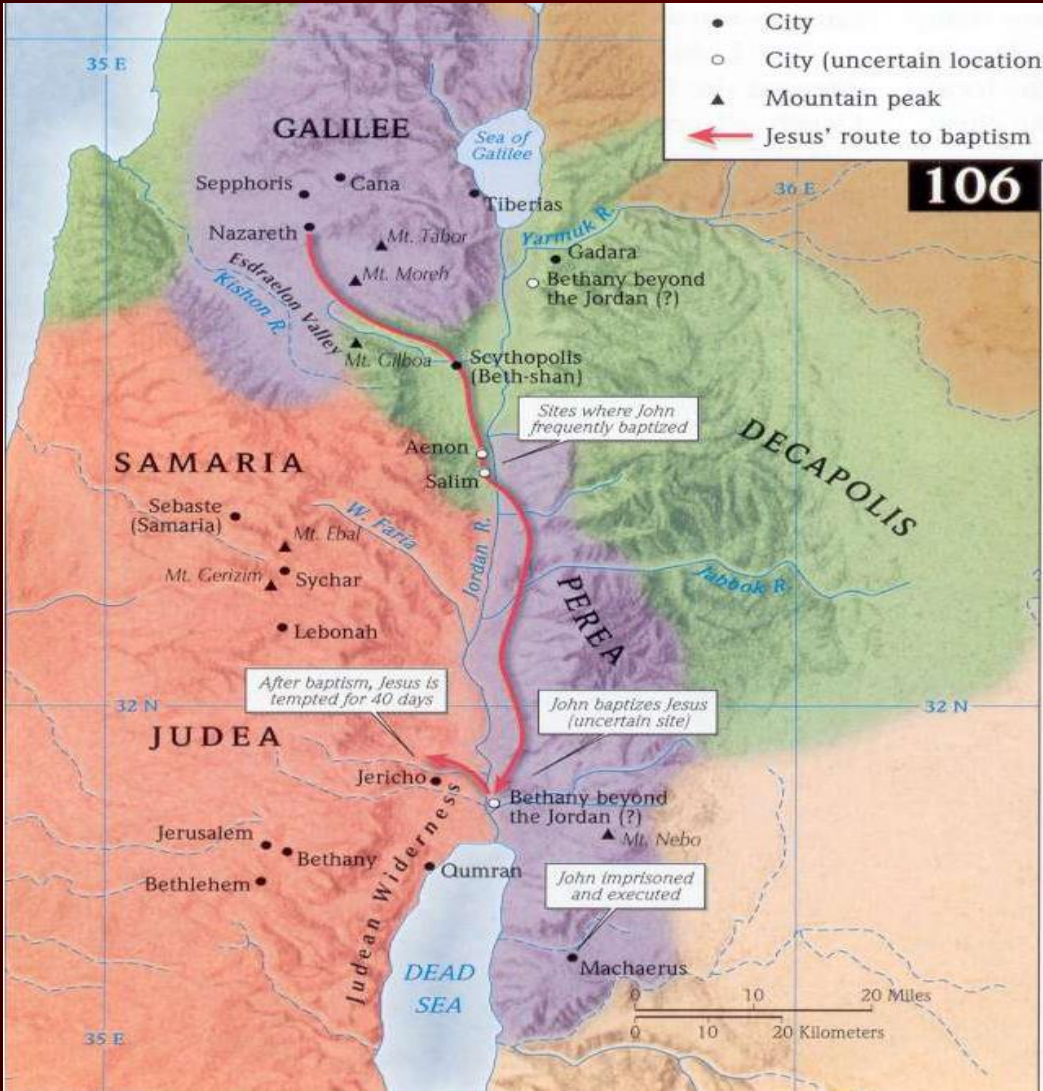 City
City (uncertain location
Mountain peak
Jesus' route to baptism
106
35 E
36 E
GALILEE
Sea of
Galilee
Sepphoris
Cana
Tiberias
Nazareth
Mt. Tabor
Yarmuk R.
Gadara
Mt. Moreh
Bethany beyond
the Jordan (?)
Esdraelon Valley
Kishon R.
Mt. Gilboa
Scythopolis
(Beth-shan)
Sites where John
frequently baptized
DECAPOLIS
Aenon
Salim
SAMARIA
Sebaste
(Samaria)
W. Faria
Mt. Ebal
Jordan R.
Mt. Gerizim
Sychar
Jabbok R.
PEREA
Lebonah
After baptism, Jesus is
tempted for 40 days
John baptizes Jesus
(uncertain site)
32 N
32 N
JUDEA
Jericho
Bethany beyond
the Jordan (?)
Mt. Nebo
Jerusalem
Bethany
Bethlehem
Judean Wilderness
Qumran
John imprisoned
and executed
Machaerus
DEAD
SEA
0 10 20 Miles
0 10 20 Kilometers
35 E